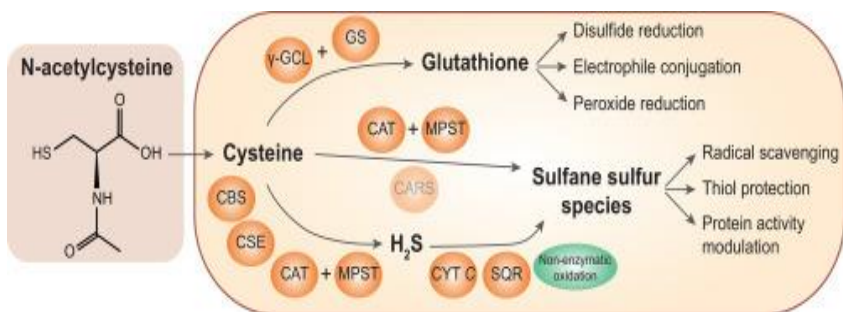 N-acetylcysteine
O
HS
OH
NH
O
γ-GCL + GS
Glutathione
Disulfide reduction
Electrophile conjugation
Peroxide reduction
Cysteine
CAT + MPST
CARS
Sulfane sulfur
species
Radical scavenging
Thiol protection
Protein activity
modulation
CBS
CSE
CAT + MPST
H₂S
CYT C
SQR
Non-enzymatic
oxidation